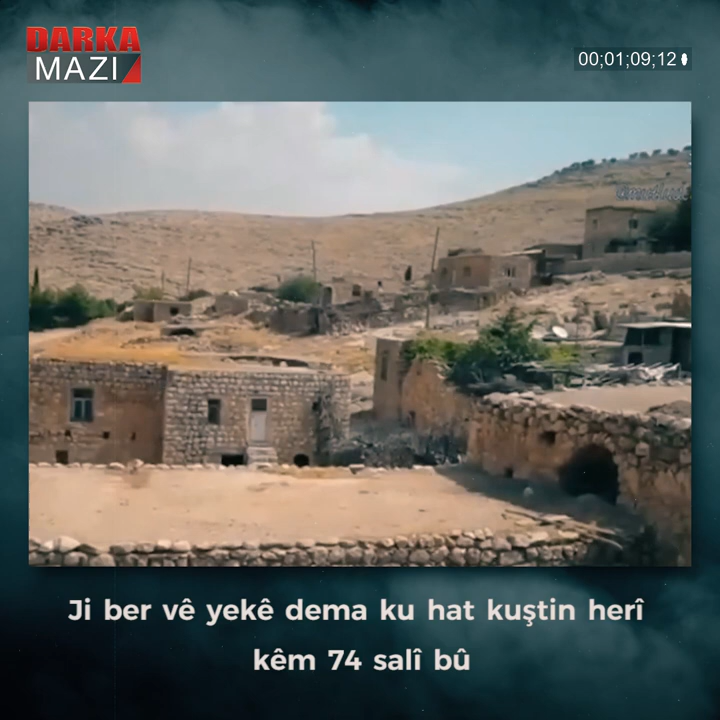 DARKA
MAZI
00;01;09;12
Ji ber vê yekê dema ku hat kuştin herî
kêm 74 salî bû